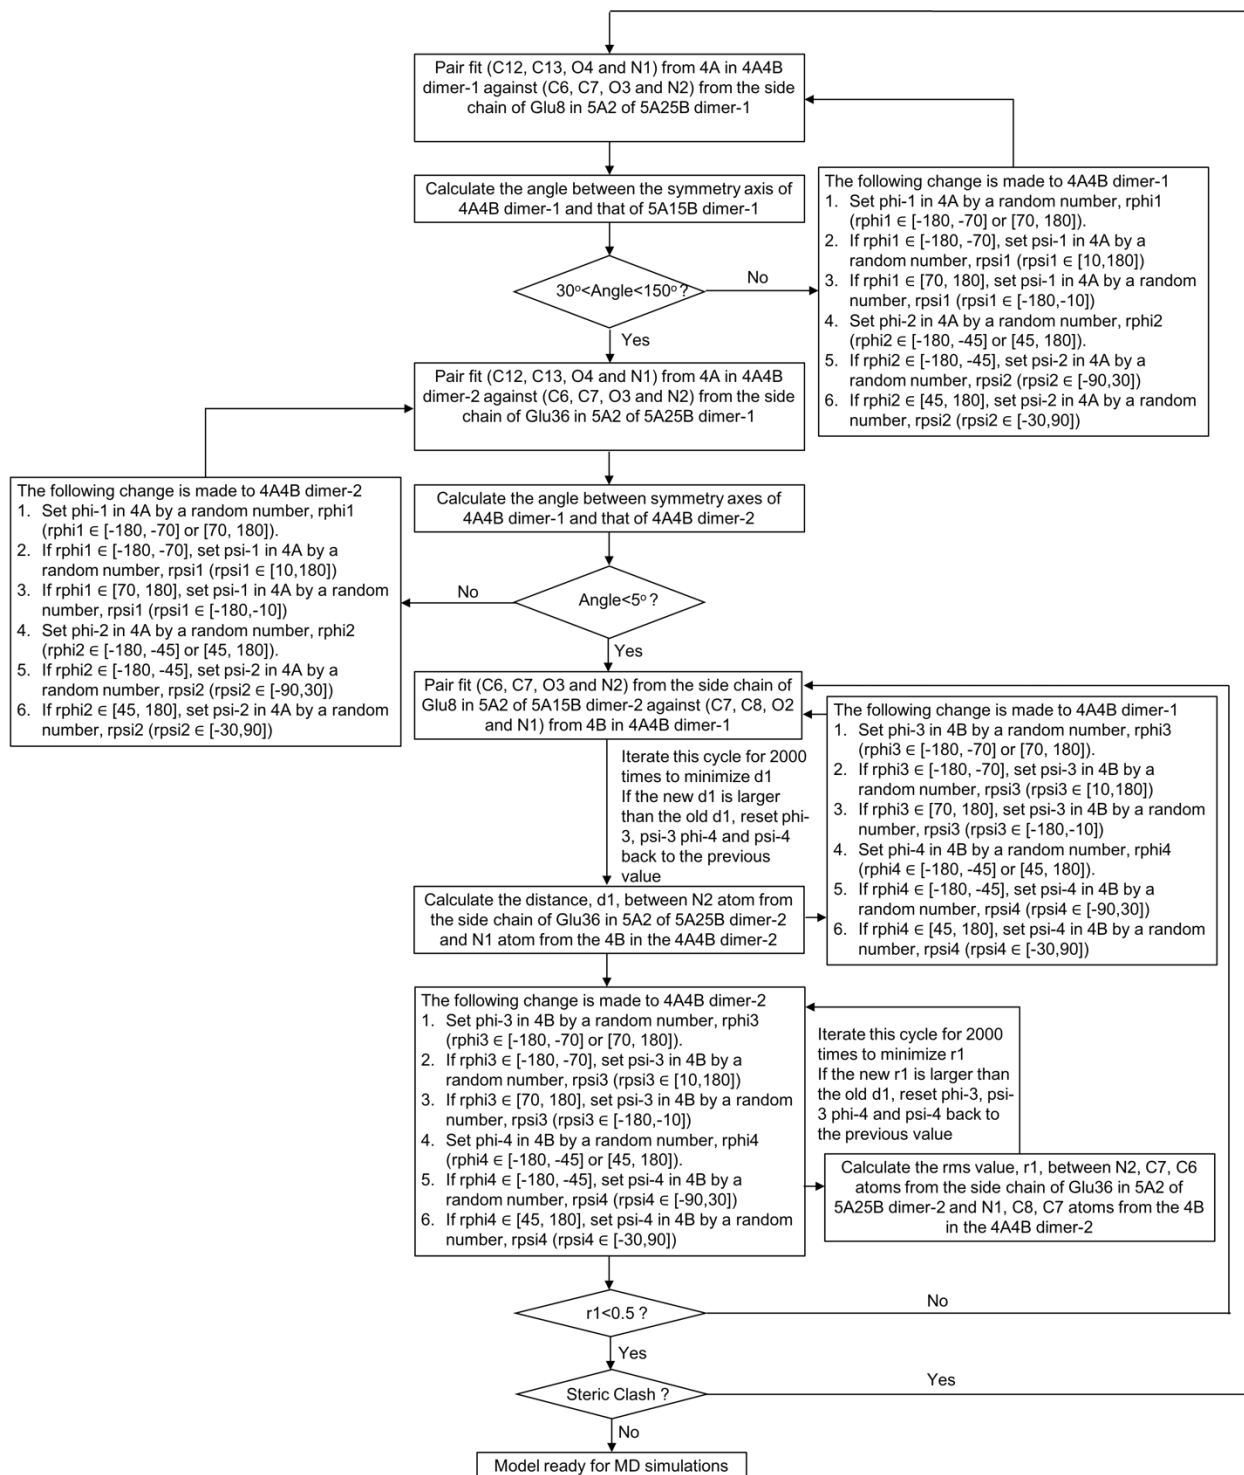 Pair fit (C12, C13, O4 and N1) from 4A in 4A4B
dimer-1 against (C6, C7, O3 and N2) from the side
chain of Glu8 in 5A2 of 5A25B dimer-1
Calculate the angle between the symmetry axis of
4A4B dimer-1 and that of 5A15B dimer-1
30º<Angle<150º ?
No
Yes
The following change is made to 4A4B dimer-1
1. Set phi-1 in 4A by a random number, rphi1
(rphi1 ∈ [-180, -70] or [70, 180]).
2. If rphi1 ∈ [-180, -70], set psi-1 in 4A by a
random number, rpsi1 (rpsi1 ∈ [10,180])
3. If rphi1 ∈ [70, 180], set psi-1 in 4A by a random
number, rpsi1 (rpsi1 ∈ [-180,-10])
4. Set phi-2 in 4A by a random number, rphi2
(rphi2 ∈ [-180, -45] or [45, 180]).
5. If rphi2 ∈ [-180, -45], set psi-2 in 4A by a
random number, rpsi2 (rpsi2 ∈ [-90,30])
6. If rphi2 ∈ [45, 180], set psi-2 in 4A by a random
number, rpsi2 (rpsi2 ∈ [-30,90])
Pair fit (C12, C13, O4 and N1) from 4A in 4A4B
dimer-2 against (C6, C7, O3 and N2) from the side
chain of Glu36 in 5A2 of 5A25B dimer-1
Calculate the angle between symmetry axes of
4A4B dimer-1 and that of 4A4B dimer-2
Angle<5º ?
No
Yes
The following change is made to 4A4B dimer-2
1. Set phi-1 in 4A by a random number, rphi1
(rphi1 ∈ [-180, -70] or [70, 180]).
2. If rphi1 ∈ [-180, -70], set psi-1 in 4A by a
random number, rpsi1 (rpsi1 ∈ [10,180])
3. If rphi1 ∈ [70, 180], set psi-1 in 4A by a random
number, rpsi1 (rpsi1 ∈ [-180,-10])
4. Set phi-2 in 4A by a random number, rphi2
(rphi2 ∈ [-180, -45] or [45, 180]).
5. If rphi2 ∈ [-180, -45], set psi-2 in 4A by a
random number, rpsi2 (rpsi2 ∈ [-90,30])
6. If rphi2 ∈ [45, 180], set psi-2 in 4A by a random
number, rpsi2 (rpsi2 ∈ [-30,90])
Pair fit (C6, C7, O3 and N2) from the side chain of
Glu8 in 5A2 of 5A15B dimer-2 against (C7, C8, O2
and N1) from 4B in 4A4B dimer-1
Iterate this cycle for 2000
times to minimize d1
If the new d1 is larger
than the old d1, reset phi-
3, psi-3 phi-4 and psi-4
back to the previous
value
Calculate the distance, d1, between N2 atom from
the side chain of Glu36 in 5A2 of 5A25B dimer-2
and N1 atom from the 4B in the 4A4B dimer-2
The following change is made to 4A4B dimer-1
1. Set phi-3 in 4B by a random number, rphi3
(rphi3 ∈ [-180, -70] or [70, 180]).
2. If rphi3 ∈ [-180, -70], set psi-3 in 4B by a
random number, rpsi3 (rpsi3 ∈ [10,180])
3. If rphi3 ∈ [70, 180], set psi-3 in 4B by a random
number, rpsi3 (rpsi3 ∈ [-180,-10])
4. Set phi-4 in 4B by a random number, rphi4
(rphi4 ∈ [-180, -45] or [45, 180]).
5. If rphi4 ∈ [-180, -45], set psi-4 in 4B by a
random number, rpsi4 (rpsi4 ∈ [-90,30])
6. If rphi4 ∈ [45, 180], set psi-4 in 4B by a random
number, rpsi4 (rpsi4 ∈ [-30,90])
The following change is made to 4A4B dimer-2
1. Set phi-3 in 4B by a random number, rphi3
(rphi3 ∈ [-180, -70] or [70, 180]).
2. If rphi3 ∈ [-180, -70], set psi-3 in 4B by a
random number, rpsi3 (rpsi3 ∈ [10,180])
3. If rphi3 ∈ [70, 180], set psi-3 in 4B by a random
number, rpsi3 (rpsi3 ∈ [-180,-10])
4. Set phi-4 in 4B by a random number, rphi4
(rphi4 ∈ [-180, -45] or [45, 180]).
5. If rphi4 ∈ [-180, -45], set psi-4 in 4B by a
random number, rpsi4 (rpsi4 ∈ [-90,30])
6. If rphi4 ∈ [45, 180], set psi-4 in 4B by a random
number, rpsi4 (rpsi4 ∈ [-30,90])
Iterate this cycle for 2000
times to minimize r1
If the new r1 is larger than
the old d1, reset phi-3, psi-
3 phi-4 and psi-4 back to
the previous value
Calculate the rms value, r1, between N2, C7, C6
atoms from the side chain of Glu36 in 5A2 of
5A25B dimer-2 and N1, C8, C7 atoms from the 4B
in the 4A4B dimer-2
r1<0.5 ?
No
Yes
Steric Clash ?
Yes
No
Model ready for MD simulations